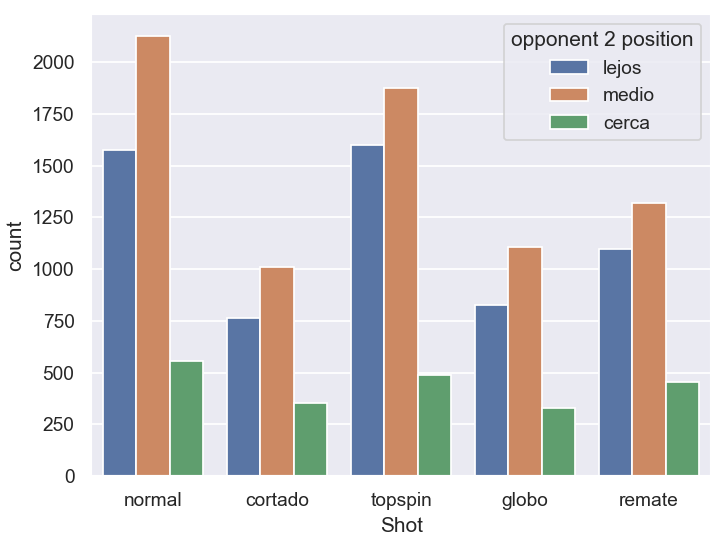 opponent 2 position
lejos
medio
cerca
2000
1750
1500
1250
1000
750
500
250
0
count
normal cortado topspin globo remate
Shot